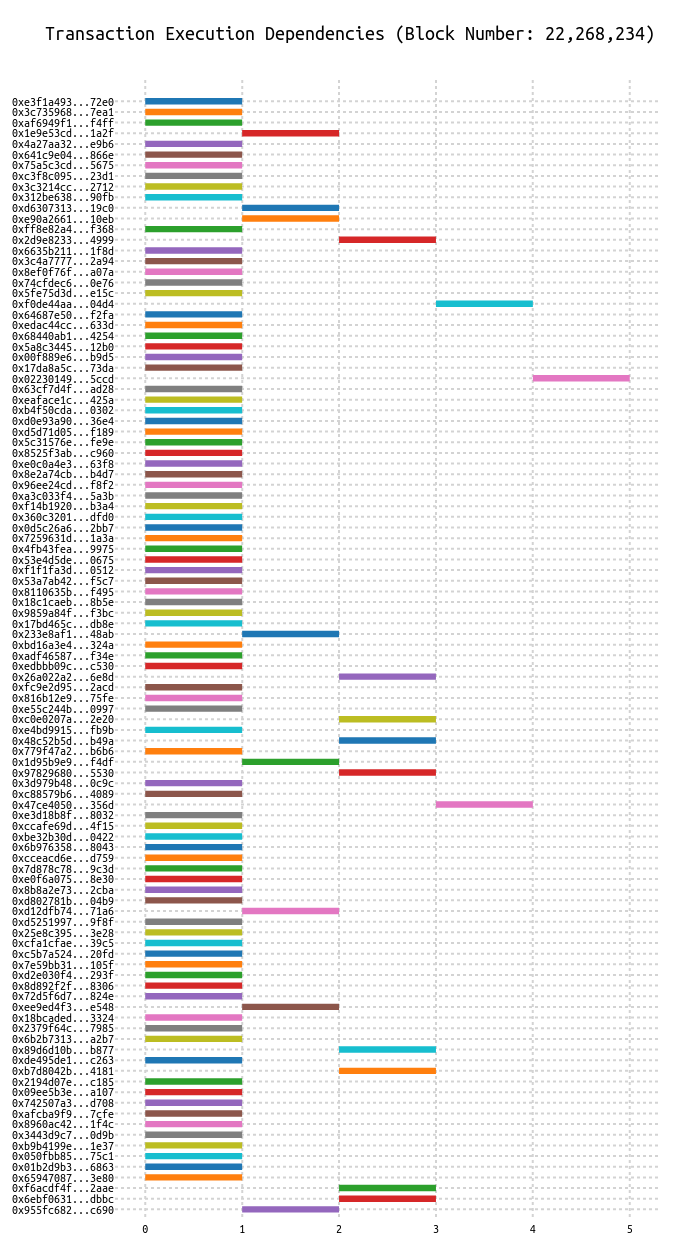 Transaction Execution Dependencies (Block Number: 22,268,234)
0xe3f1a493...72e0
0x3c735968...7ea1
0xaf6949f1...f4ff
0x1e9e53cd...1a2f
0x4a27aa32...e9b6
0x641c9e04...866e
0x75a5c3cd...5675
0xc3f8c095...23d1
0x3c3214cc...2712
0x312be638...90fb
0xd6307313...19c0
0xe90a2661...10eb
0xff8e82a4...f368
0x2d9e8233...4999
0x6635b211...1f8d
0x3c4a7777...2a94
0x8ef0f76f...a07a
0x74cfdec6...0e76
0x5fe75d3d...e15c
0xf0de44aa...04d4
0x64687e50...f2fa
0xedac44cc...633d
0x68440ab1...4254
0x5a8c3445...12b0
0x00f889e6...b9d5
0x17da8a5c...73da
0x02230149...5ccd
0x63cf7d4f...ad28
0xeaface1c...425a
0xb4f50cda...0302
0xd0e93a90...36e4
0xd5d71d05...f189
0x5c31576e...fe9e
0x8525f3ab...c960
0xe0c0a4e3...63f8
0x8e2a74cb...b4d7
0x96ee24cd...f8f2
0xa3c033f4...5a3b
0xf14b1920...b3a4
0x360c3201...dfd0
0x0d5c26a6...2bb7
0x7259631d...1a3a
0x4fb43fea...9975
0x53e4d5de...0675
0xf1f1fa3d...0512
0x53a7ab42...f5c7
0x8110635b...f495
0x18c1caeb...8b5e
0x9859a84f...f3bc
0x17bd465c...db8e
0x233e8af1...48ab
0xbd16a3e4...324a
0xadf46587...f34e
0xedbbb09c...c530
0x26a022a2...6e8d
0xfc9e2d95...2acd
0x816b12e9...75fe
0xe55c244b...0997
0xc0e0207a...2e20
0xe4bd9915...fb9b
0x48c52b5d...b49a
0x779f47a2...b6b6
0x1d95b9e9...f4df
0x97829680...5530
0x3d979b48...0c9c
0xc88579b6...4089
0x47ce4050...356d
0xe3d18b8f...8032
0xccafe69d...4f15
0xbe32b30d...0422
0x6b976358...8043
0xcceacd6e...d759
0x7d878c78...9c3d
0xe0f6a075...8e30
0x8b8a2e73...2cba
0xd802781b...04b9
0xd12dfb74...71a6
0xd5251997...9f8f
0x25e8c395...3e28
0xcfa1cfae...39c5
0xc5b7a524...20fd
0x7e59bb31...105f
0xd2e030f4...293f
0x8d892f2f...8306
0x72d5f6d7...824e
0xee9ed4f3...e548
0x18bcaded...3324
0x2379f64c...7985
0x6b2b7313...a2b7
0x89d6d10b...b877
0xde495de1...c263
0xb7d8042b...4181
0x2194d07e...c185
0x09ee5b3e...a107
0x742507a3...d708
0xafcba9f9...7cfe
0x8960ac42...1f4c
0x3443d9c7...0d9b
0xb9b4199e...1e37
0x050fbb85...75c1
0x01b2d9b3...6863
0x65947087...3e80
0xf6acdf4f...2aae
0x6ebf0631...dbbc
0x955fc682...c690
0 1 2 3 4 5